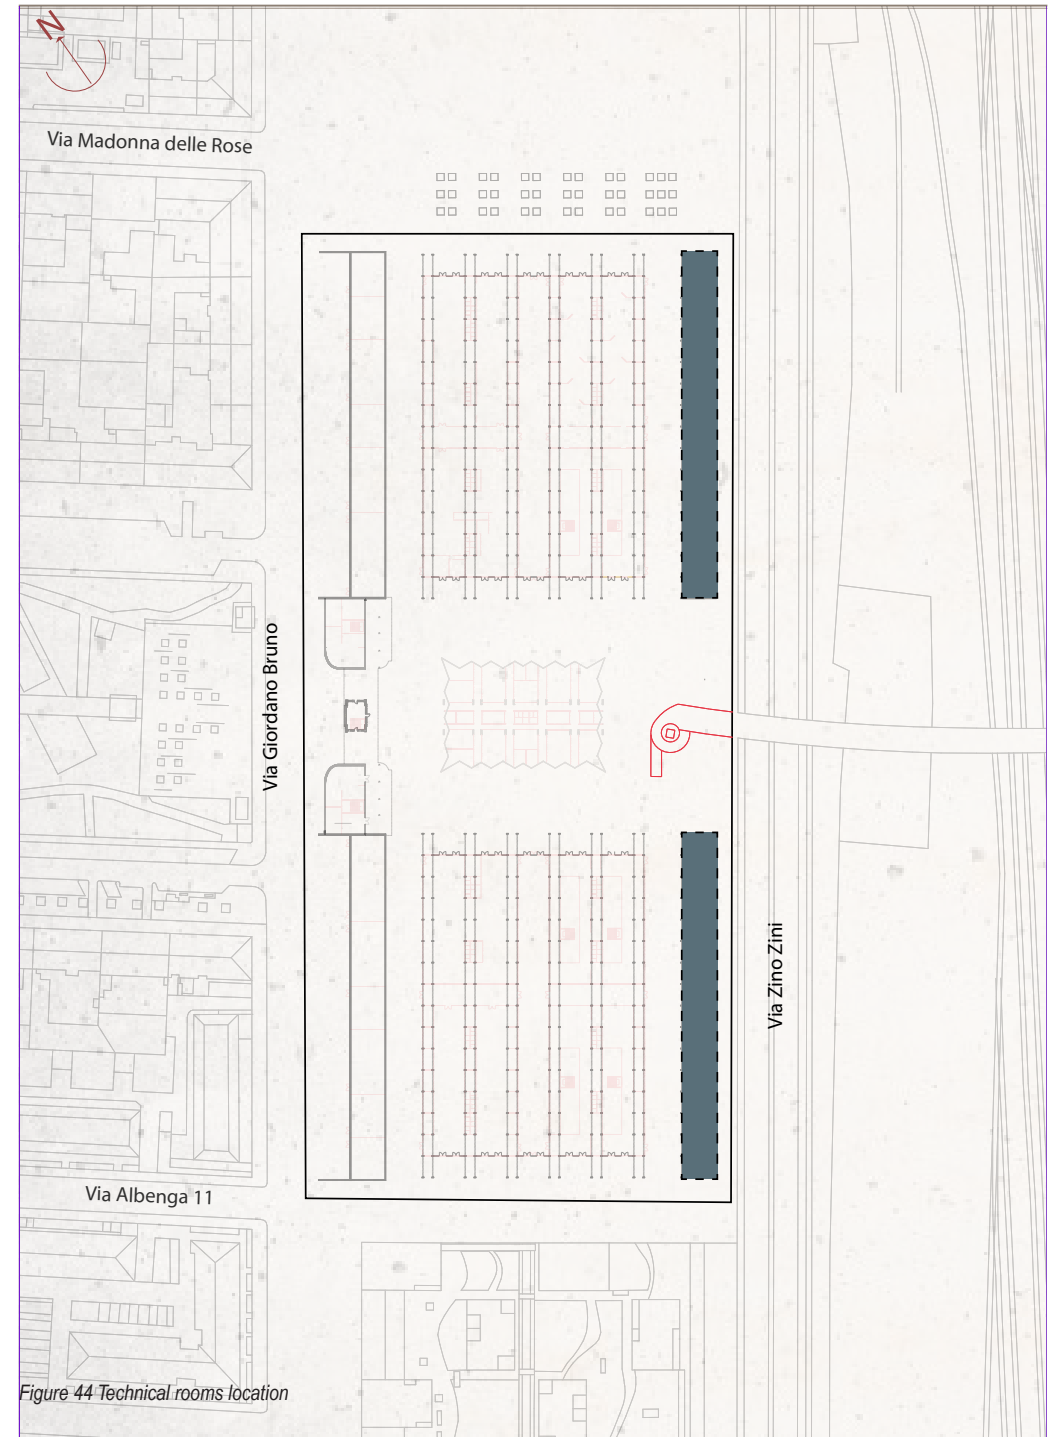 N
Via Madonna delle Rose
Via Giordano Bruno
Via Zino Zini
Via Albenga 11
Figure 44 Technical rooms location